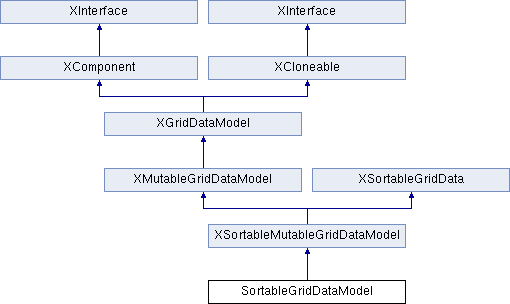 XInterface
XInterface
XComponent
XCloneable
XGridDataModel
XMutableGridDataModel
XSortableGridData
XSortableMutableGridDataModel
SortableGridDataModel